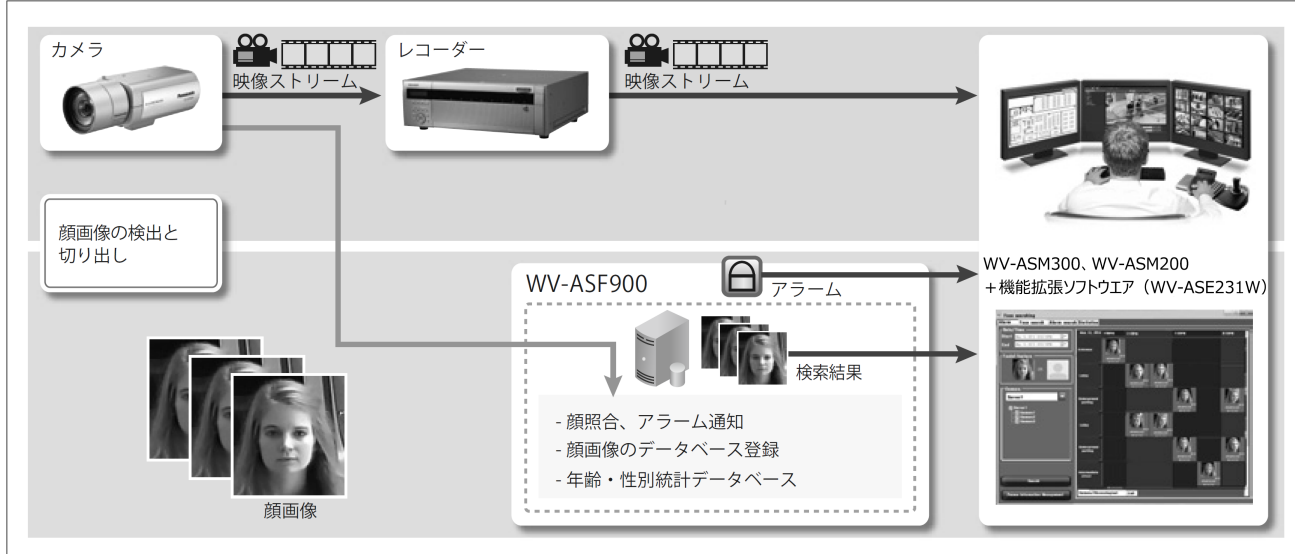 カメラ
映像ストリーム
レコーダー
映像ストリーム
Panasonic
顔画像の検出と
切り出し
WV-ASF900
アラーム
WV-ASM300、WV-ASM200
+機能拡張ソフトウエア（WV-ASE231W）
検索結果
- 顔照合、アラーム通知
- 顔画像のデータベース登録
- 年齢・性別統計データベース
顔画像